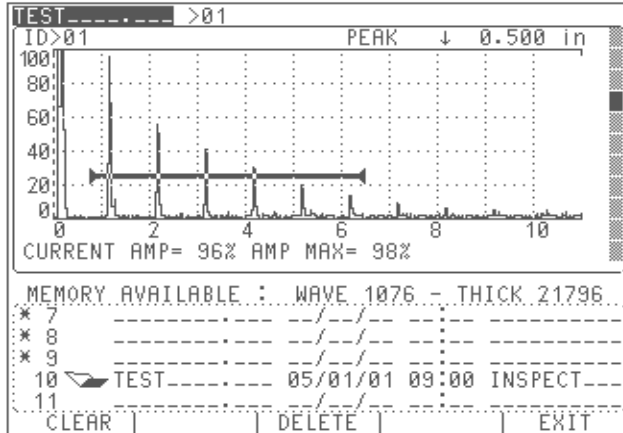 TEST____.___ >01
ID>01 PEAK ↓ 0.500 in
100
80
60
40
20
0
0 2 4 6 8 10
CURRENT AMP= 96% AMP MAX= 98%
MEMORY AVAILABLE : WAVE 1076 - THICK 21796
* 7 ________.___ __/__/__ __:__ __________
* 8 ________.___ __/__/__ __:__ __________
* 9 ________.___ __/__/__ __:__ __________
10 TEST____.___ 05/01/01 09:00 INSPECT___
11 ________.___ __/__/__ __:__ __________
CLEAR | | DELETE | | EXIT